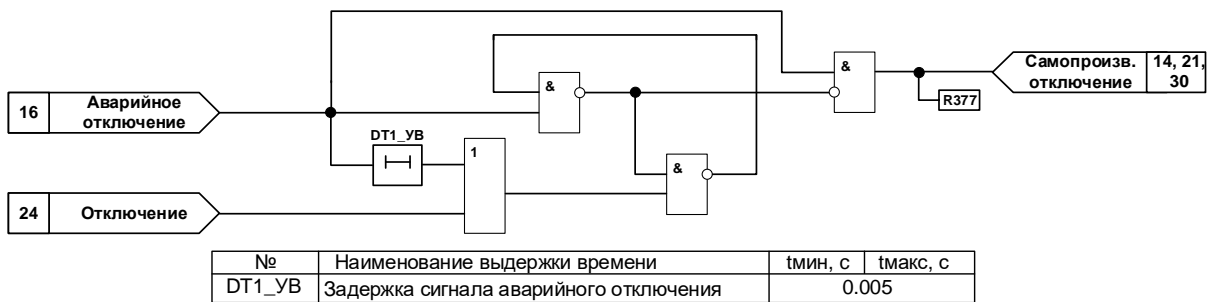 &
Самопроизв.
отключение
14, 21,
30
R377
&
16
Аварийное
отключение
DT1_УВ
1
&
24
Отключение
№ Наименование выдержки времени tмин, с tмакс, с
DT1_УВ Задержка сигнала аварийного отключения 0.005